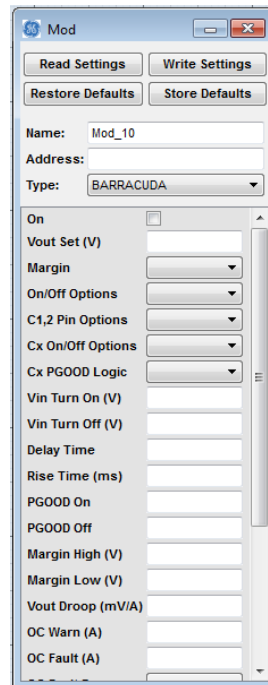 Mod
Read Settings Write Settings
Restore Defaults Store Defaults
Name: Mod_10
Address:
Type: BARRACUDA
On
Vout Set (V)
Margin
On/Off Options
C1,2 Pin Options
Cx On/Off Options
Cx PGOOD Logic
Vin Turn On (V)
Vin Turn Off (V)
Delay Time
Rise Time (ms)
PGOOD On
PGOOD Off
Margin High (V)
Margin Low (V)
Vout Droop (mV/A)
OC Warn (A)
OC Fault (A)